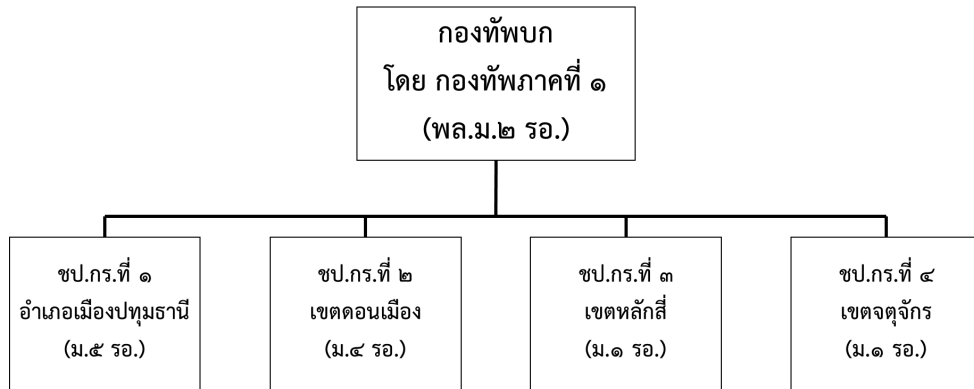 กองทัพบก
โดย กองทัพภาคที่ ๑
(พล.ม.๒ รอ.)
ชป.กร.ที่ ๑
อำเภอเมืองปทุมธานี
(ม.๕ รอ.)
ชป.กร.ที่ ๒
เขตดอนเมือง
(ม.๔ รอ.)
ชป.กร.ที่ ๓
เขตหลักสี่
(ม.๑ รอ.)
ชป.กร.ที่ ๔
เขตจตุจักร
(ม.๑ รอ.)